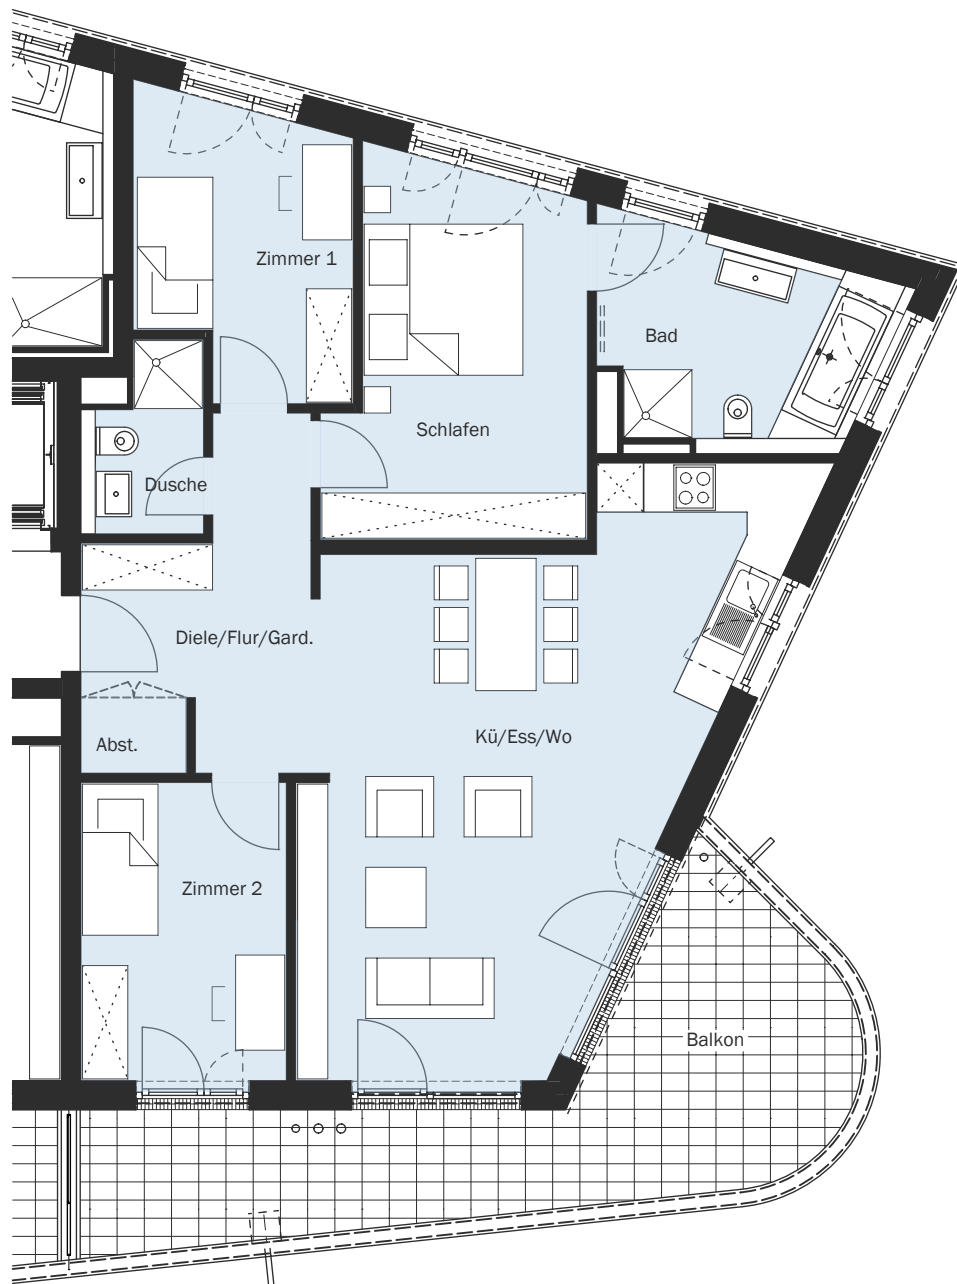 Zimmer 1
Bad
Schlafen
Dusche
Diele/Flur/Gard.
Kü/Ess/Wo
Abst.
Zimmer 2
Balkon